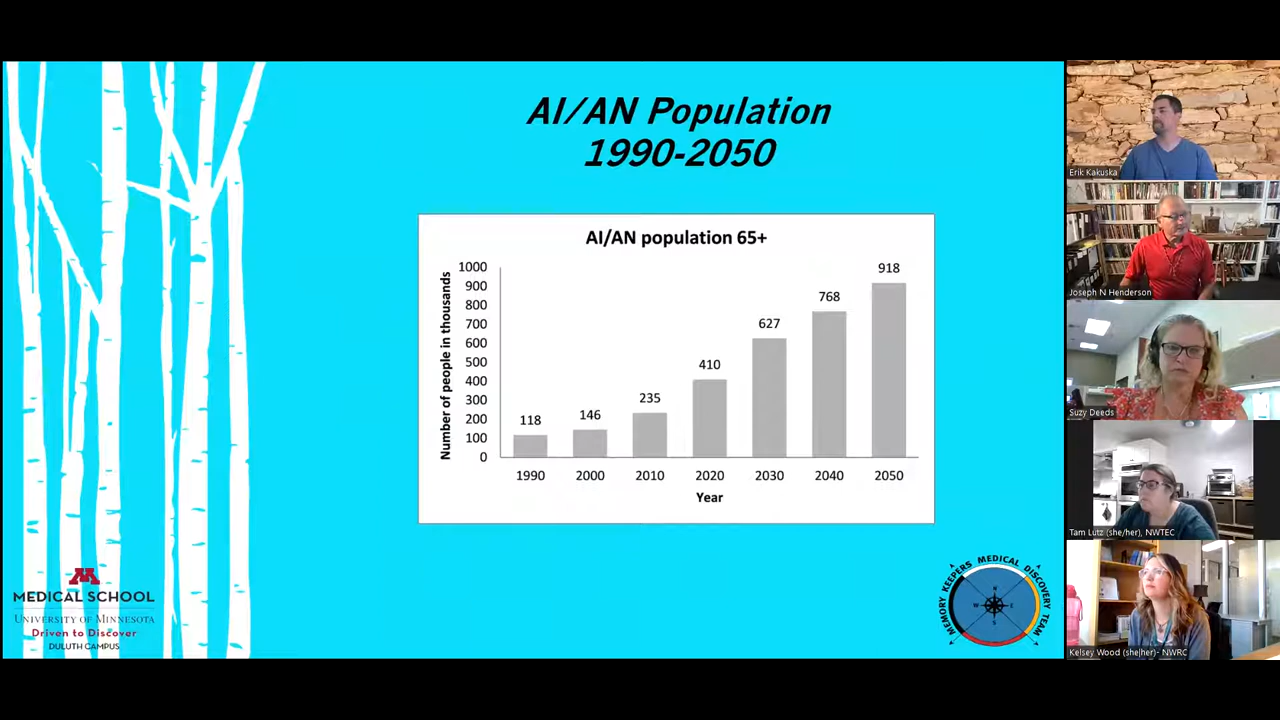 AI/AN Population
1990-2050
AI/AN population 65+
Number of people in thousands
1000
900
800
700
600
500
400
300
200
100
0
118
146
235
410
627
768
918
1990 2000 2010 2020 2030 2040 2050
Year
M
MEDICAL SCHOOL
UNIVERSITY OF MINNESOTA
Driven to Discover
DULUTH CAMPUS
MEMORY KEEPERS MEDICAL DISCOVERY TEAM
N
W E
S
Erik Kakuska
Joseph N Henderson
Suzy Deeds
Tam Lutz (she/her), NWTEC
Kelsey Wood (she|her)- NWRC